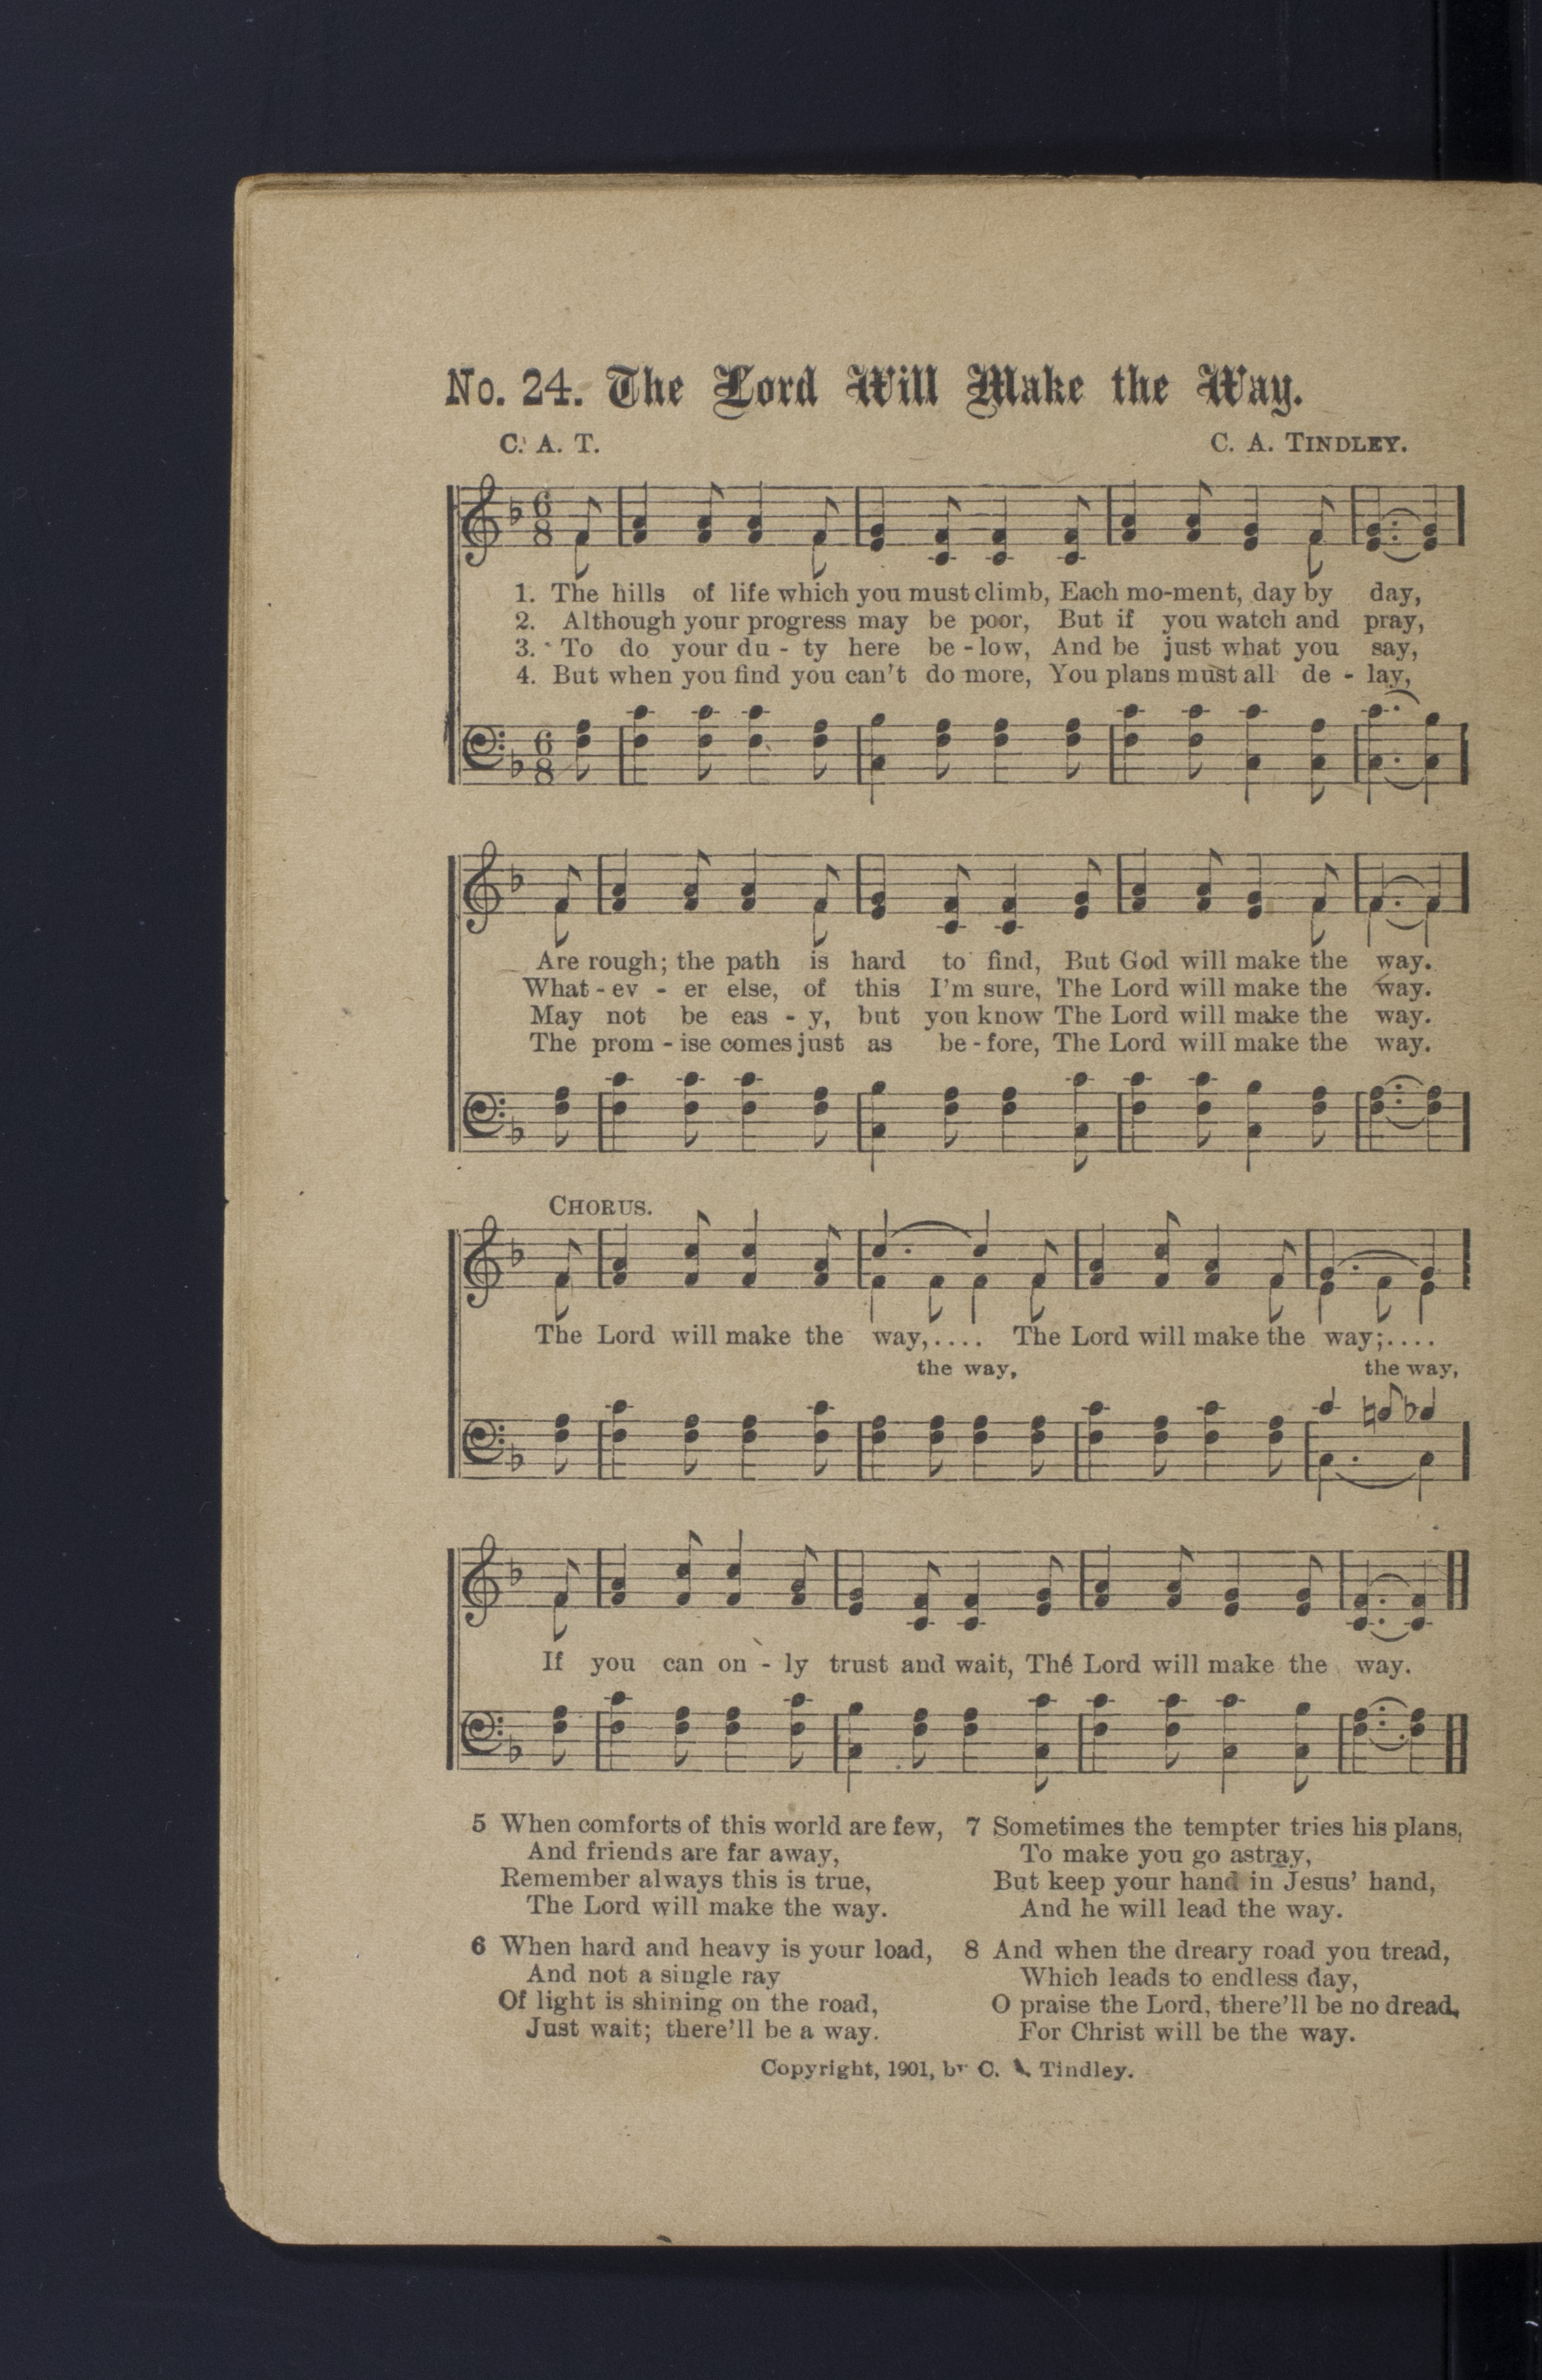 No. 24. The Lord Will Make the Way.
C. A. T. C. A. TINDLEY.
1. The hills of life which you must climb, Each mo-ment, day by day,
2. Although your progress may be poor, But if you watch and pray,
3. To do your du - ty here be - low, And be just what you say,
4. But when you find you can't do more, You plans must all de - lay,
Are rough; the path is hard to find, But God will make the way.
What - ev - er else, of this I'm sure, The Lord will make the way.
May not be eas - y, but you know The Lord will make the way.
The prom - ise comes just as be - fore, The Lord will make the way.
CHORUS.
The Lord will make the way,.... The Lord will make the way;....
the way, the way,
If you can on - ly trust and wait, The Lord will make the way.
5 When comforts of this world are few,
And friends are far away,
Remember always this is true,
The Lord will make the way.
6 When hard and heavy is your load,
And not a single ray
Of light is shining on the road,
Just wait; there'll be a way.
7 Sometimes the tempter tries his plans,
To make you go astray,
But keep your hand in Jesus' hand,
And he will lead the way.
8 And when the dreary road you tread,
Which leads to endless day,
O praise the Lord, there'll be no dread,
For Christ will be the way.
Copyright, 1901, by C. A. Tindley.